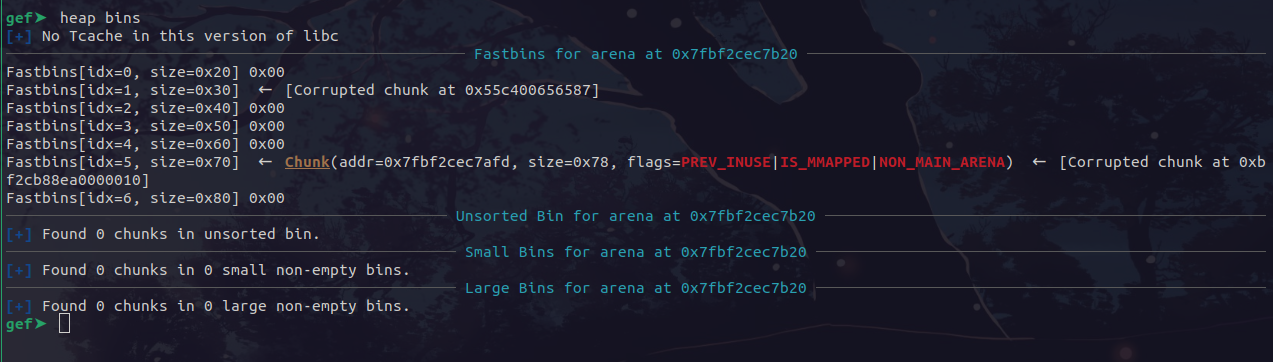 gef➤  heap bins
[+] No Tcache in this version of libc
Fastbins for arena at 0x7fbf2cec7b20
Fastbins[idx=0, size=0x20] 0x00
Fastbins[idx=1, size=0x30]  ←  [Corrupted chunk at 0x55c400656587]
Fastbins[idx=2, size=0x40] 0x00
Fastbins[idx=3, size=0x50] 0x00
Fastbins[idx=4, size=0x60] 0x00
Fastbins[idx=5, size=0x70]  ←  Chunk(addr=0x7fbf2cec7afd, size=0x78, flags=PREV_INUSE|IS_MMAPPED|NON_MAIN_ARENA)  ←  [Corrupted chunk at 0xb
f2cb88ea0000010]
Fastbins[idx=6, size=0x80] 0x00
Unsorted Bin for arena at 0x7fbf2cec7b20
[+] Found 0 chunks in unsorted bin.
Small Bins for arena at 0x7fbf2cec7b20
[+] Found 0 chunks in 0 small non-empty bins.
Large Bins for arena at 0x7fbf2cec7b20
[+] Found 0 chunks in 0 large non-empty bins.
gef➤